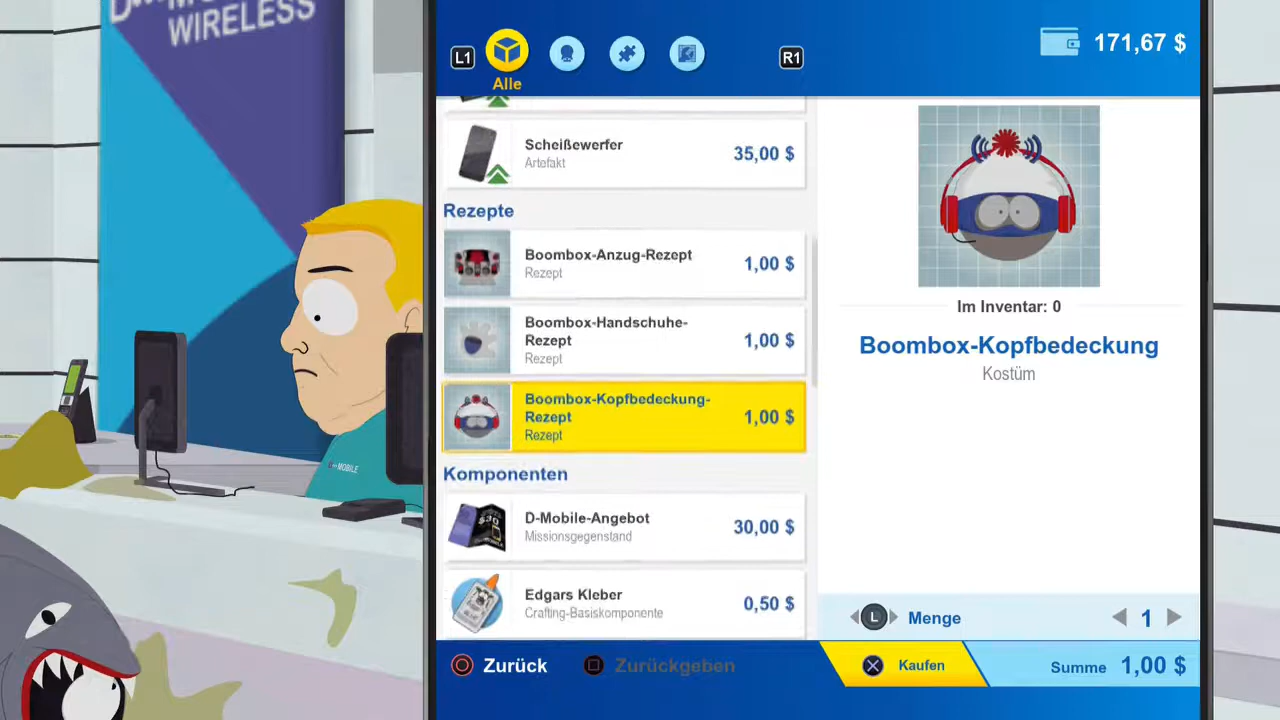 WIRELESS
L1
R1
171,67 $
Alle
Scheißewerfer
Artefakt
35,00 $
Rezepte
Boombox-Anzug-Rezept
Rezept
1,00 $
Boombox-Handschuhe-
Rezept
Rezept
1,00 $
Boombox-Kopfbedeckung-
Rezept
Rezept
1,00 $
Komponenten
D-Mobile-Angebot
Missionsgegenstand
30,00 $
Edgars Kleber
Crafting-Basiskomponente
0,50 $
Im Inventar: 0
Boombox-Kopfbedeckung
Kostüm
L
Menge
1
Zurück
Zurückgeben
Kaufen
Summe
1,00 $
MOBILE
$30